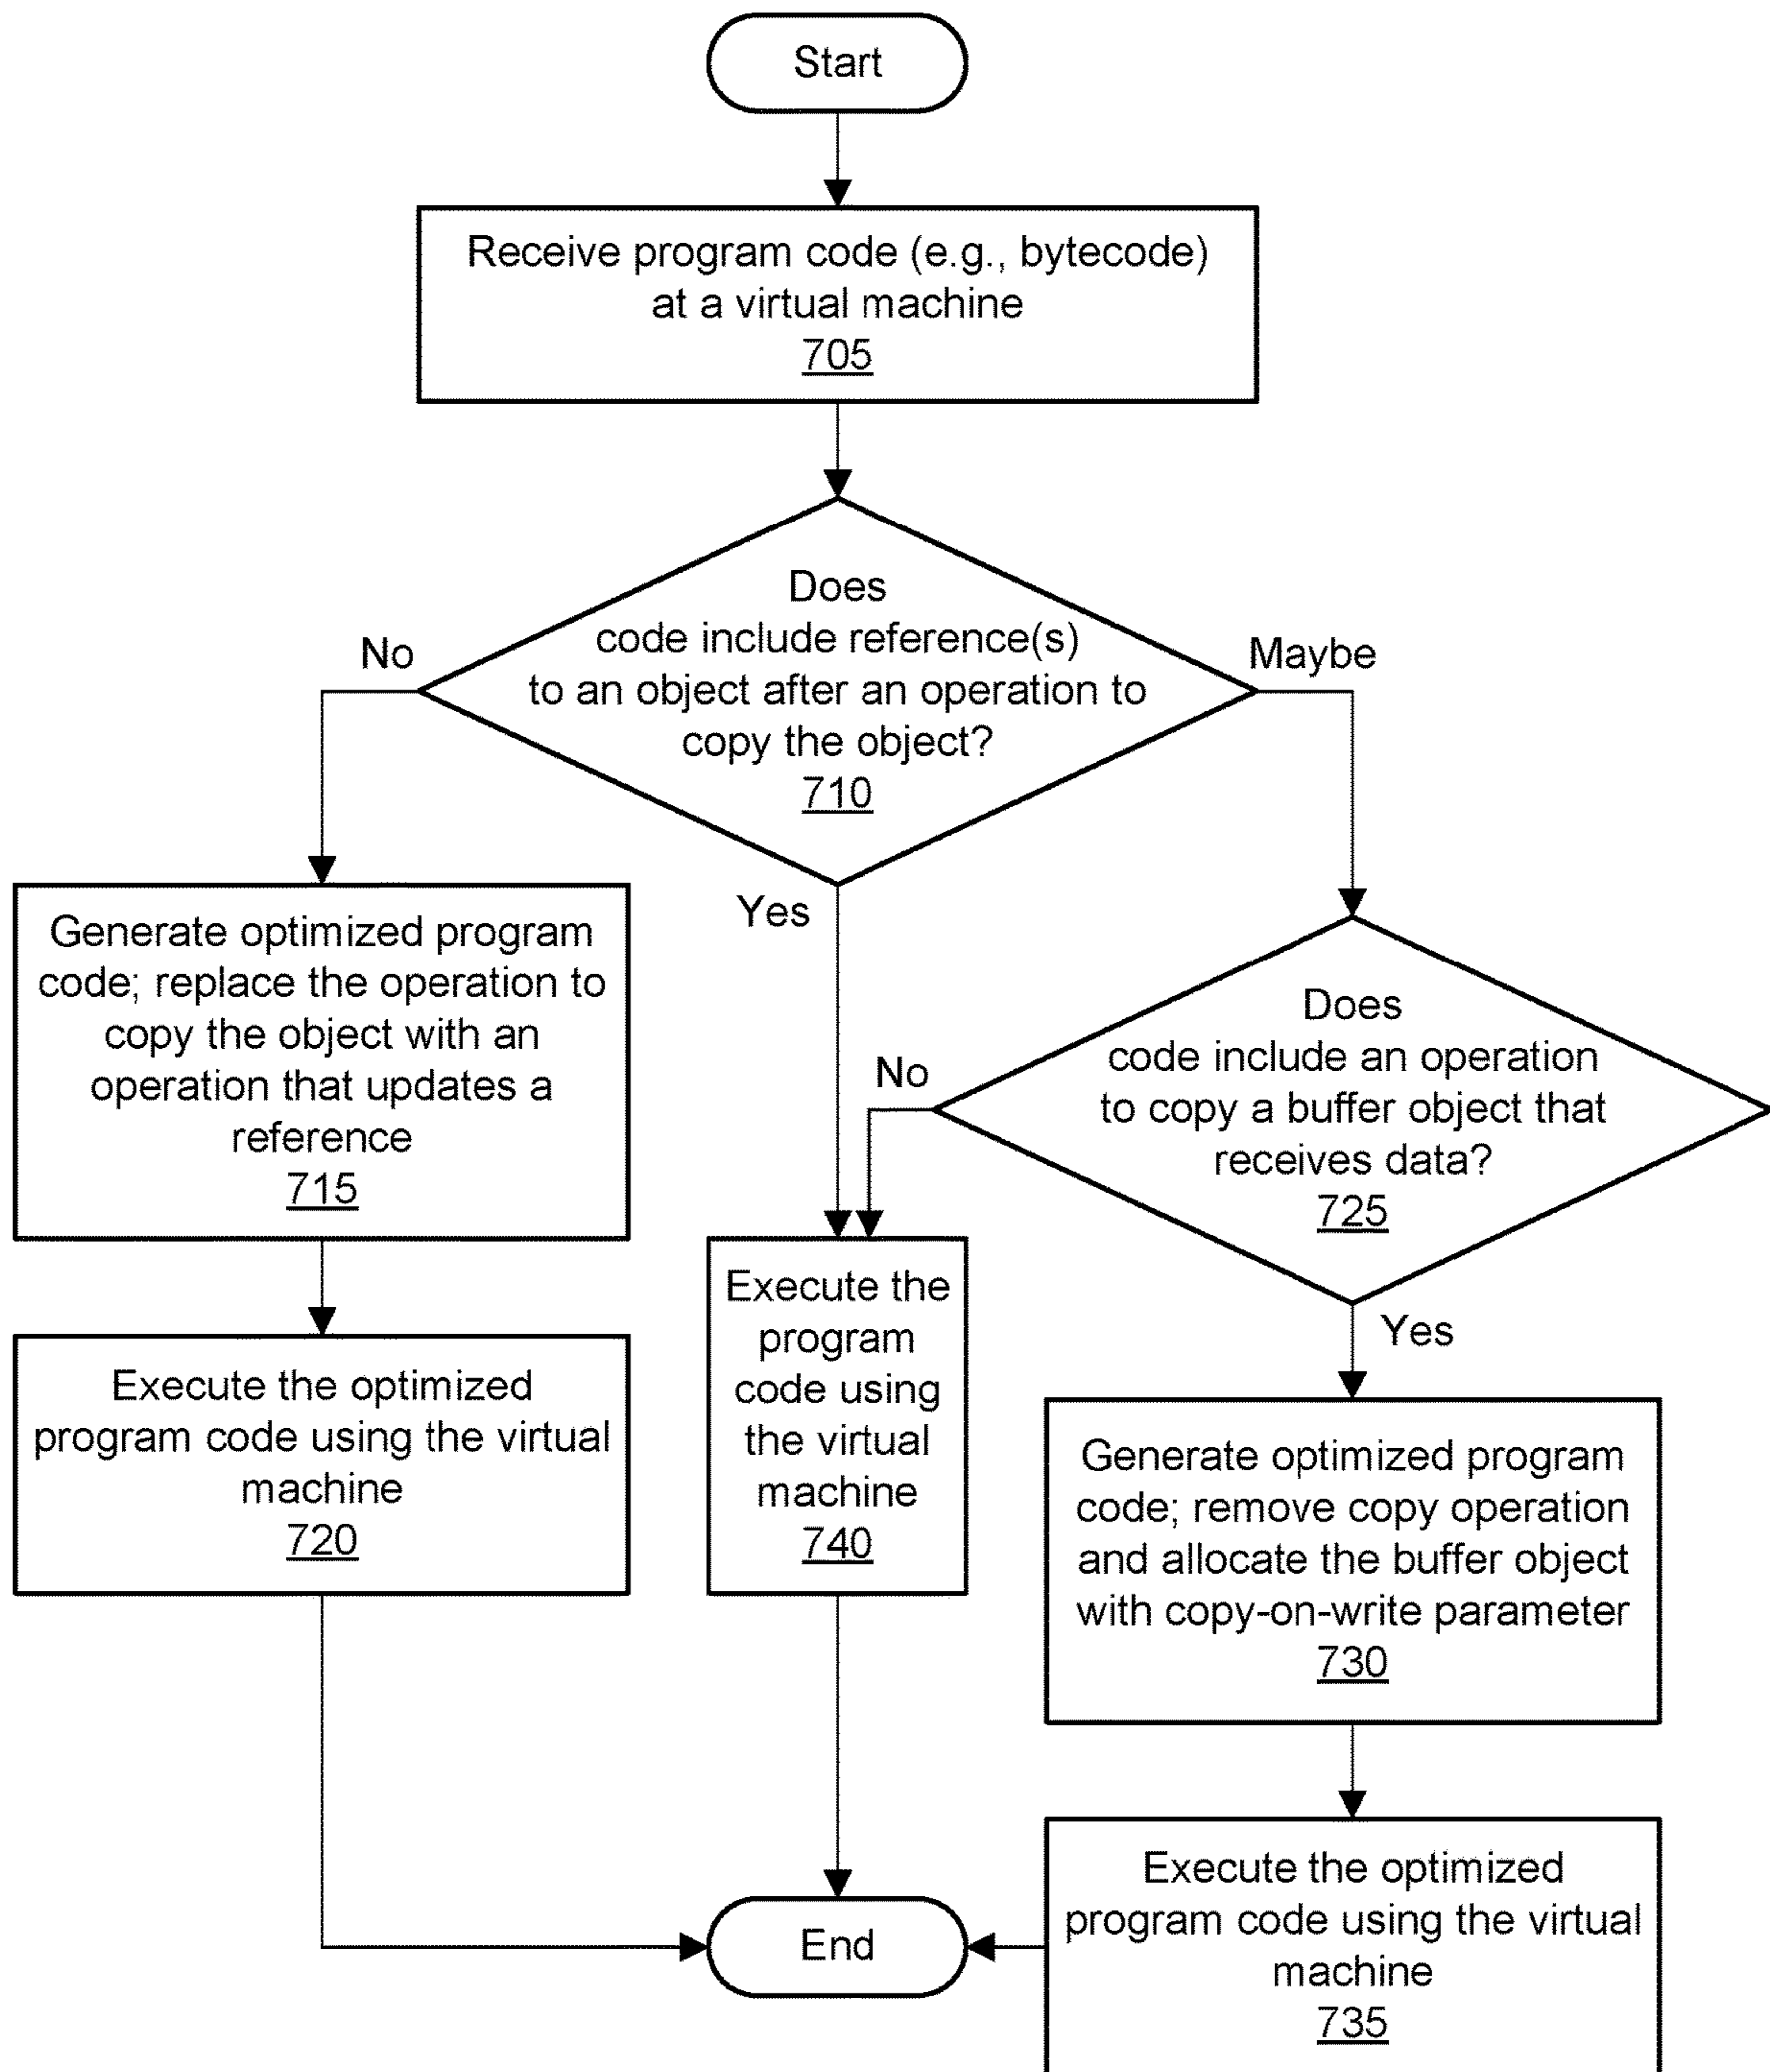 Start
Receive program code (e.g., bytecode)
at a virtual machine
705
Does
code include reference(s)
to an object after an operation to
copy the object?
710
No
Maybe
Yes
Generate optimized program
code; replace the operation to
copy the object with an
operation that updates a
reference
715
Does
code include an operation
to copy a buffer object that
receives data?
725
No
Yes
Execute the
program
code using
the virtual
machine
740
Execute the optimized
program code using the virtual
machine
720
Generate optimized program
code; remove copy operation
and allocate the buffer object
with copy-on-write parameter
730
Execute the optimized
program code using the virtual
machine
735
End